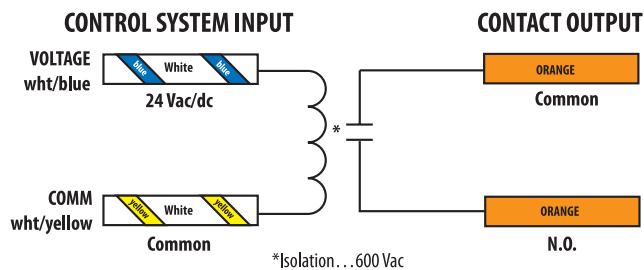 CONTROL SYSTEM INPUT
CONTACT OUTPUT
VOLTAGE
wht/blue
blue White blue
24 Vac/dc
ORANGE
Common
*
COMM
wht/yellow
yellow White yellow
Common
ORANGE
N.O.
*Isolation...600 Vac